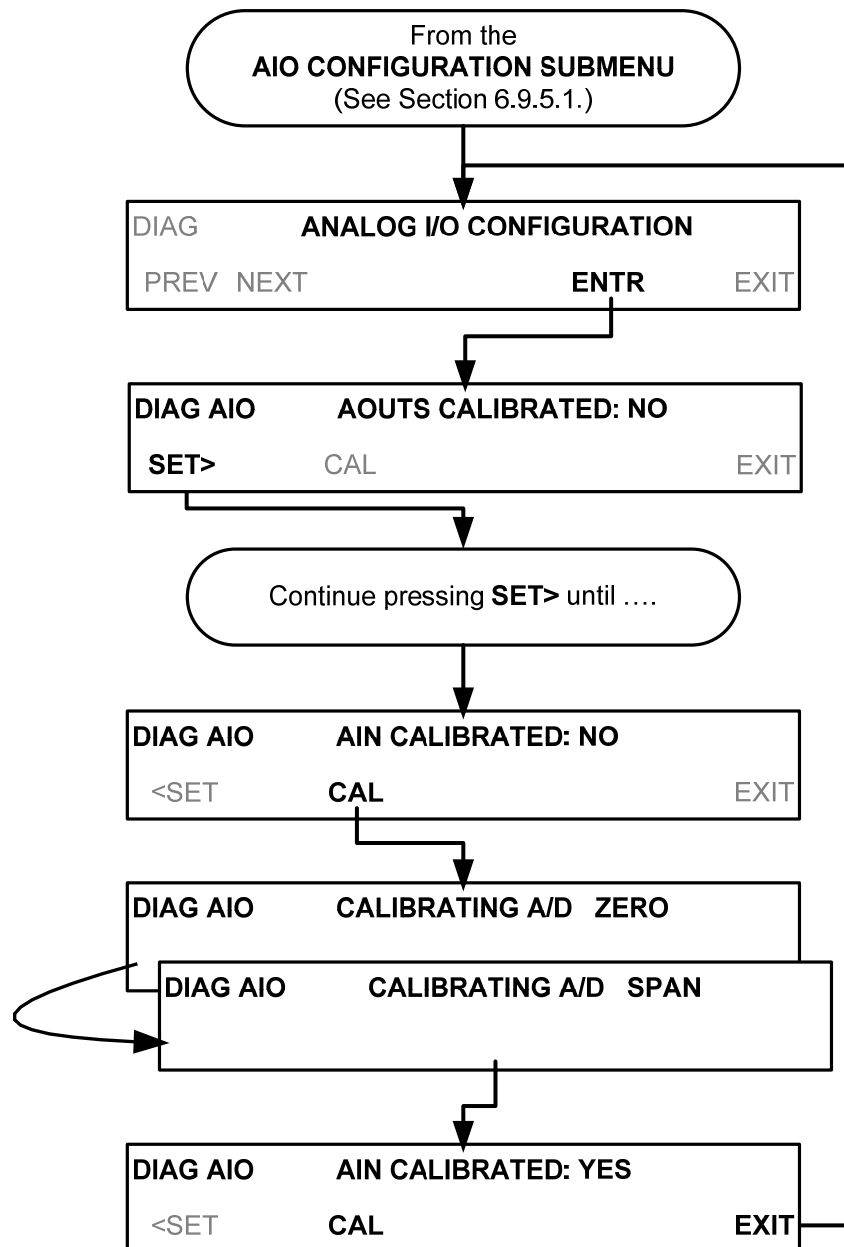 From the
AIO CONFIGURATION SUBMENU
(See Section 6.9.5.1.)
DIAG ANALOG I/O CONFIGURATION
PREV NEXT ENTR EXIT
DIAG AIO AOUTS CALIBRATED: NO
SET> CAL EXIT
Continue pressing SET> until ….
DIAG AIO AIN CALIBRATED: NO
<SET CAL EXIT
DIAG AIO CALIBRATING A/D ZERO
DIAG AIO CALIBRATING A/D SPAN
DIAG AIO AIN CALIBRATED: YES
<SET CAL EXIT